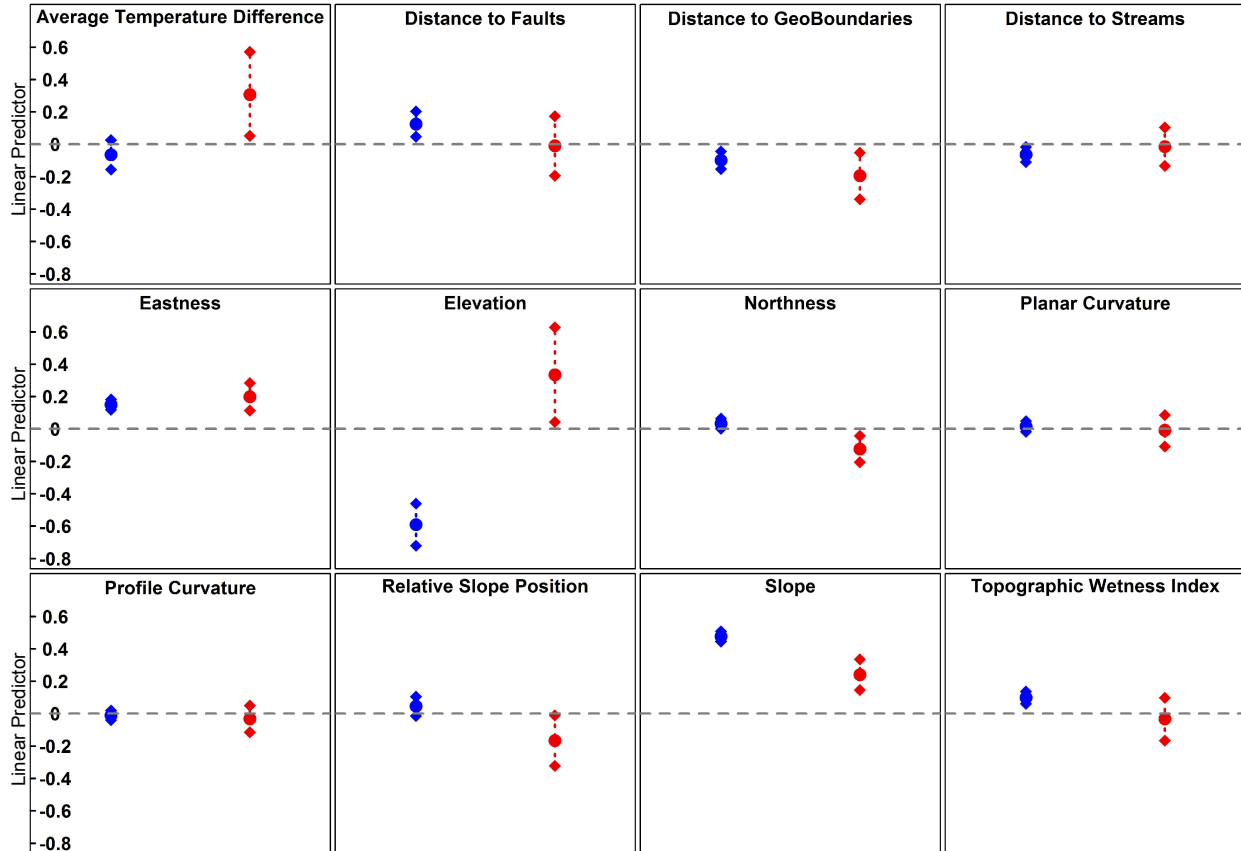 Average Temperature Difference
Distance to Faults
Distance to GeoBoundaries
Distance to Streams
Linear Predictor
0.6
0.4
0.2
0
-0.2
-0.4
-0.6
-0.8
Eastness
Elevation
Northness
Planar Curvature
Linear Predictor
0.6
0.4
0.2
0
-0.2
-0.4
-0.6
-0.8
Profile Curvature
Relative Slope Position
Slope
Topographic Wetness Index
Linear Predictor
0.6
0.4
0.2
0
-0.2
-0.4
-0.6
-0.8